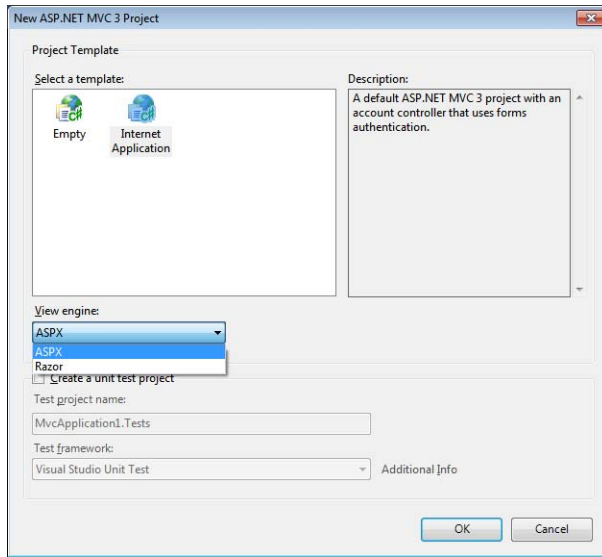 New ASP.NET MVC 3 Project
Project Template
Select a template:
Empty
Internet
Application
Description:
A default ASP.NET MVC 3 project with an
account controller that uses forms
authentication.
View engine:
ASPX
ASPX
Razor
Create a unit test project
Test project name:
MvcApplication1.Tests
Test framework:
Visual Studio Unit Test
Additional Info
OK
Cancel